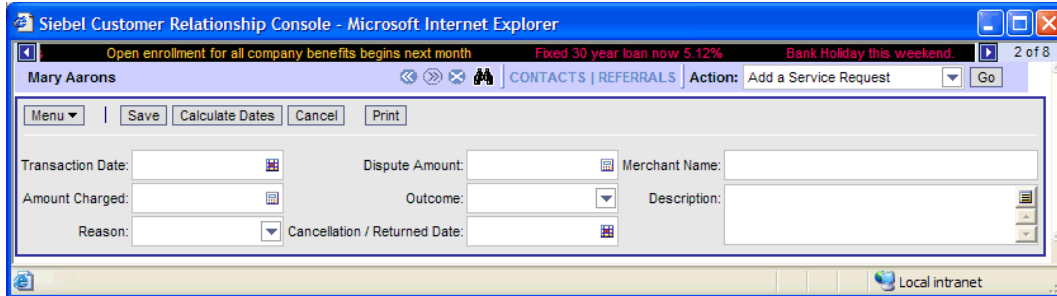 Siebel Customer Relationship Console - Microsoft Internet Explorer
Open enrollment for all company benefits begins next month Fixed 30 year loan now 5.12% Bank Holiday this weekend. 2 of 8
Mary Aarons CONTACTS | REFERRALS Action: Add a Service Request Go
Menu Save Calculate Dates Cancel Print
Transaction Date: Dispute Amount: Merchant Name:
Amount Charged: Outcome: Description:
Reason: Cancellation / Returned Date:
Local intranet